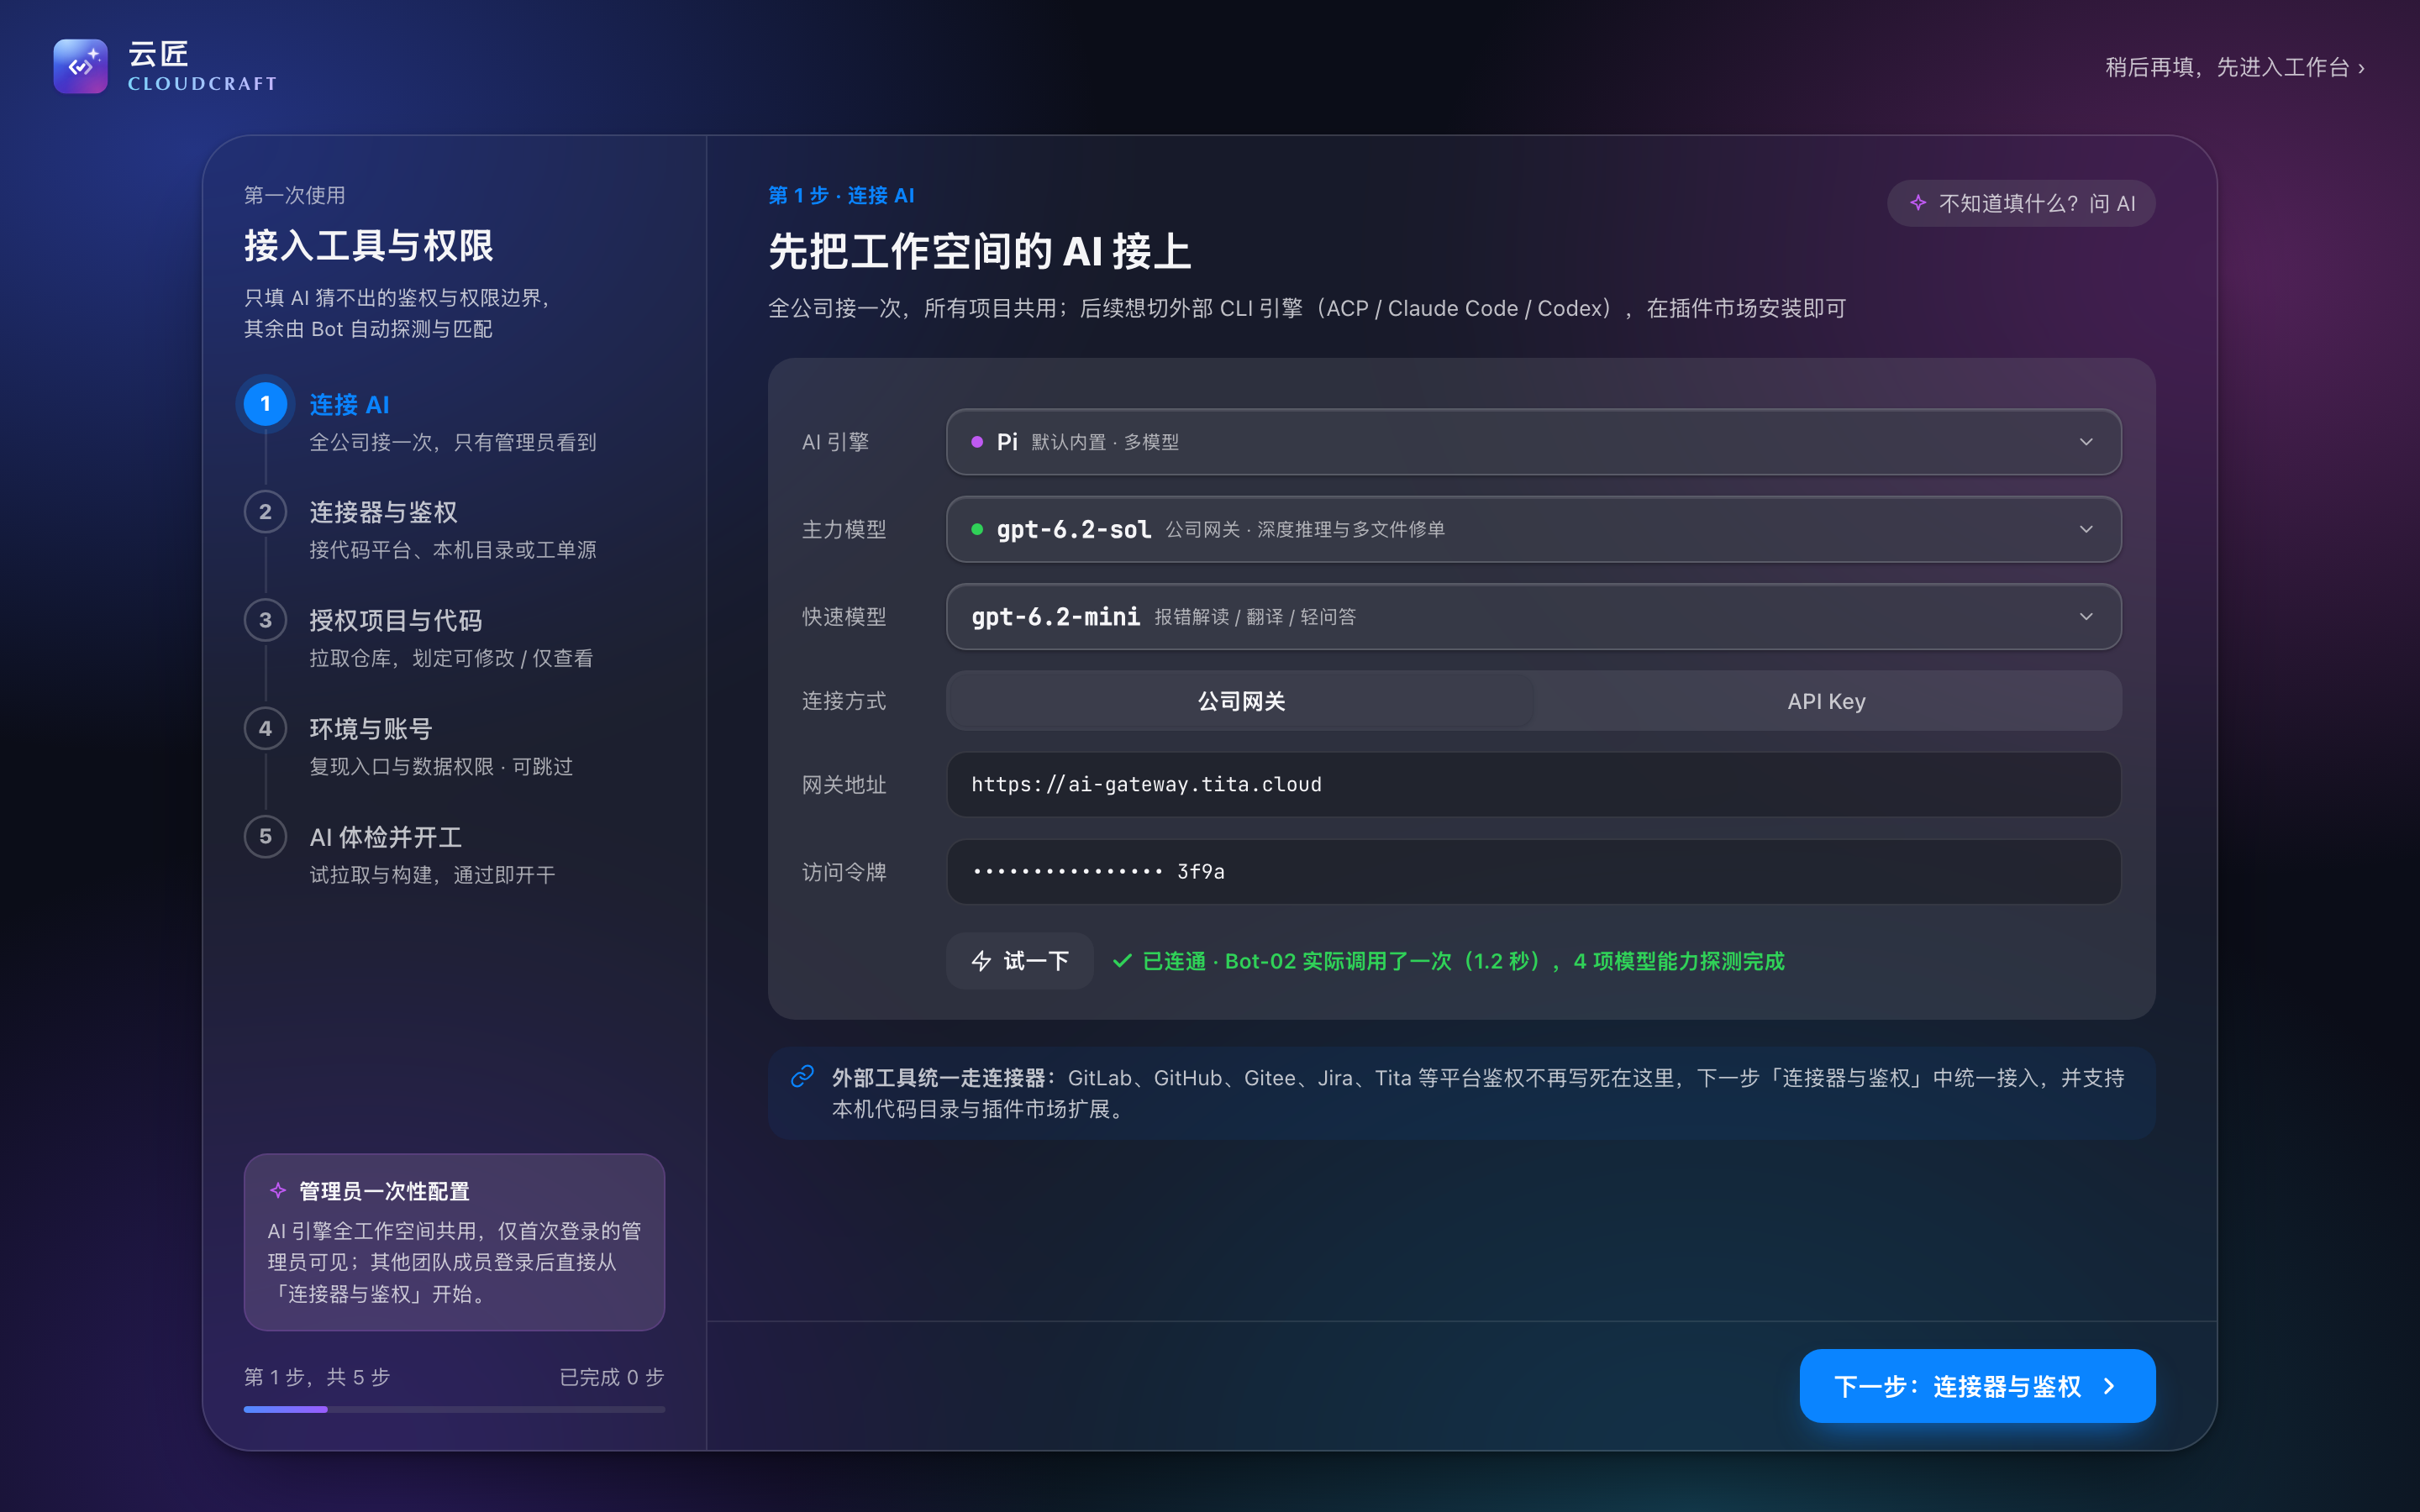 云匠
CLOUDCRAFT
稍后再填，先进入工作台 ›
第一次使用
接入工具与权限
只填 AI 猜不出的鉴权与权限边界，
其余由 Bot 自动探测与匹配
1
连接 AI
全公司接一次，只有管理员看到
2
连接器与鉴权
接代码平台、本机目录或工单源
3
授权项目与代码
拉取仓库，划定可修改 / 仅查看
4
环境与账号
复现入口与数据权限 · 可跳过
5
AI 体检并开工
试拉取与构建，通过即开干
管理员一次性配置
AI 引擎全工作空间共用，仅首次登录的管
理员可见；其他团队成员登录后直接从
「连接器与鉴权」开始。
第 1 步，共 5 步
已完成 0 步
第 1 步 · 连接 AI
不知道填什么？问 AI
先把工作空间的 AI 接上
全公司接一次，所有项目共用；后续想切外部 CLI 引擎（ACP / Claude Code / Codex），在插件市场安装即可
AI 引擎
Pi 默认内置 · 多模型
主力模型
gpt-6.2-sol 公司网关 · 深度推理与多文件修单
快速模型
gpt-6.2-mini 报错解读 / 翻译 / 轻问答
连接方式
公司网关
API Key
网关地址
https://ai-gateway.tita.cloud
访问令牌
•••••••••••••••• 3f9a
试一下
已连通 · Bot-02 实际调用了一次（1.2 秒），4 项模型能力探测完成
外部工具统一走连接器：GitLab、GitHub、Gitee、Jira、Tita 等平台鉴权不再写死在这里，下一步「连接器与鉴权」中统一接入，并支持
本机代码目录与插件市场扩展。
下一步：连接器与鉴权